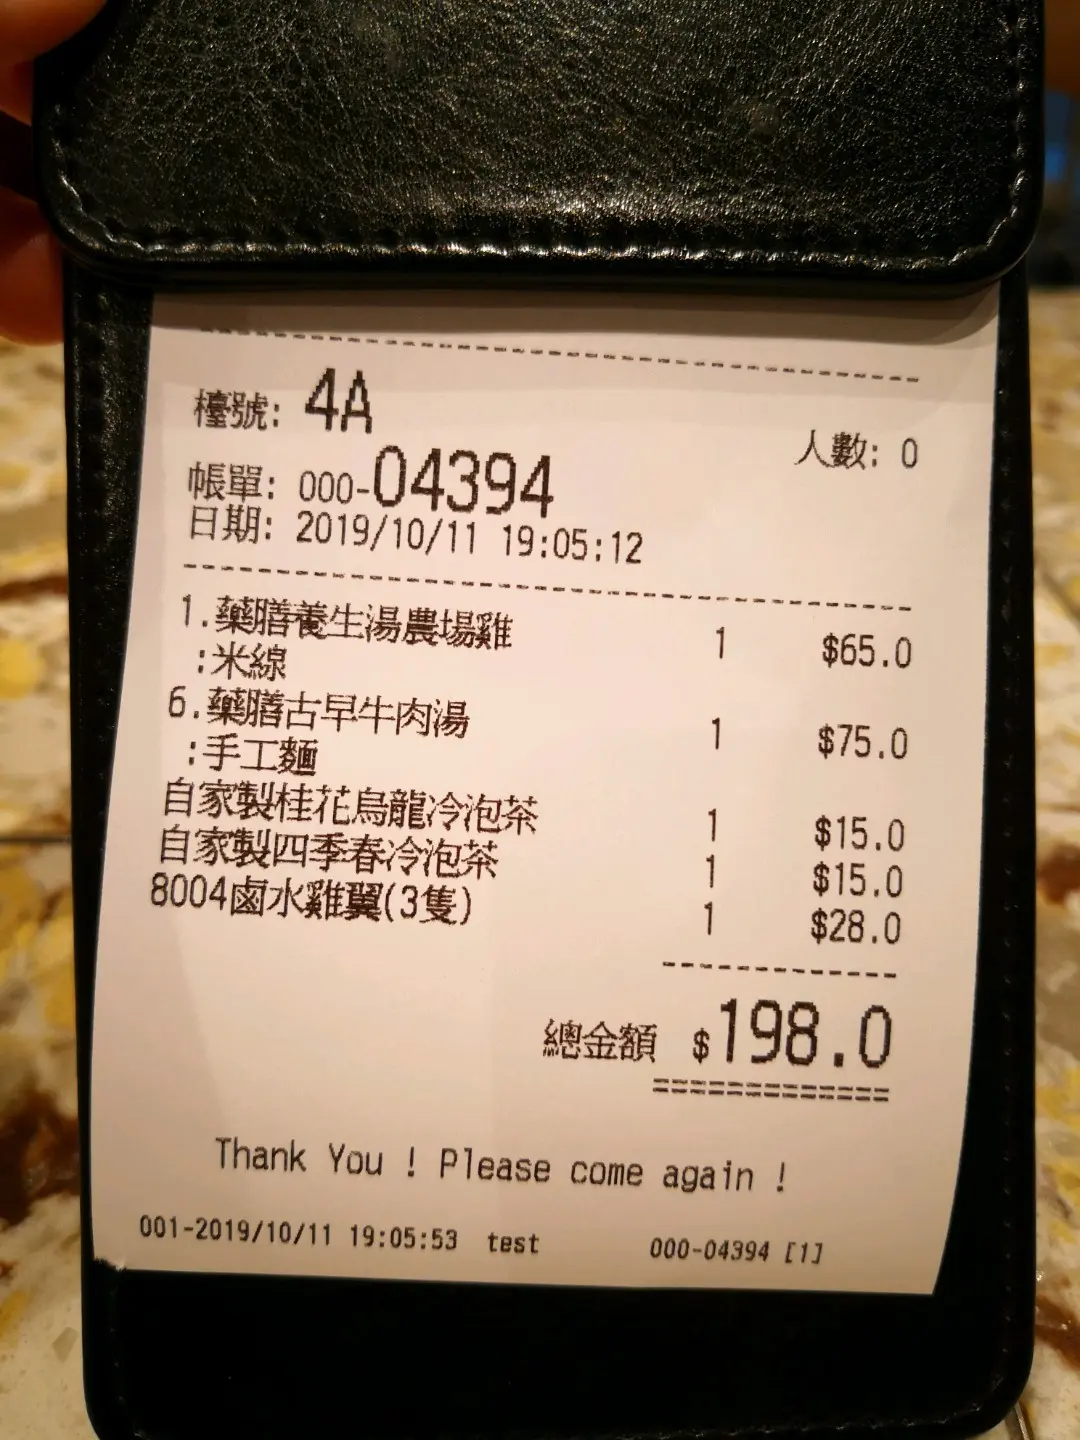 檯號: 4A
人數: 0
帳單: 000-04394
日期: 2019/10/11 19:05:12
1.藥膳養生湯農場雞 1 $65.0
:米線
6.藥膳古早牛肉湯 1 $75.0
:手工麵
自家製桂花烏龍冷泡茶 1 $15.0
自家製四季春冷泡茶 1 $15.0
8004鹵水雞翼(3隻) 1 $28.0
總金額 $198.0
Thank You ! Please come again !
001-2019/10/11 19:05:53 test 000-04394 [1]